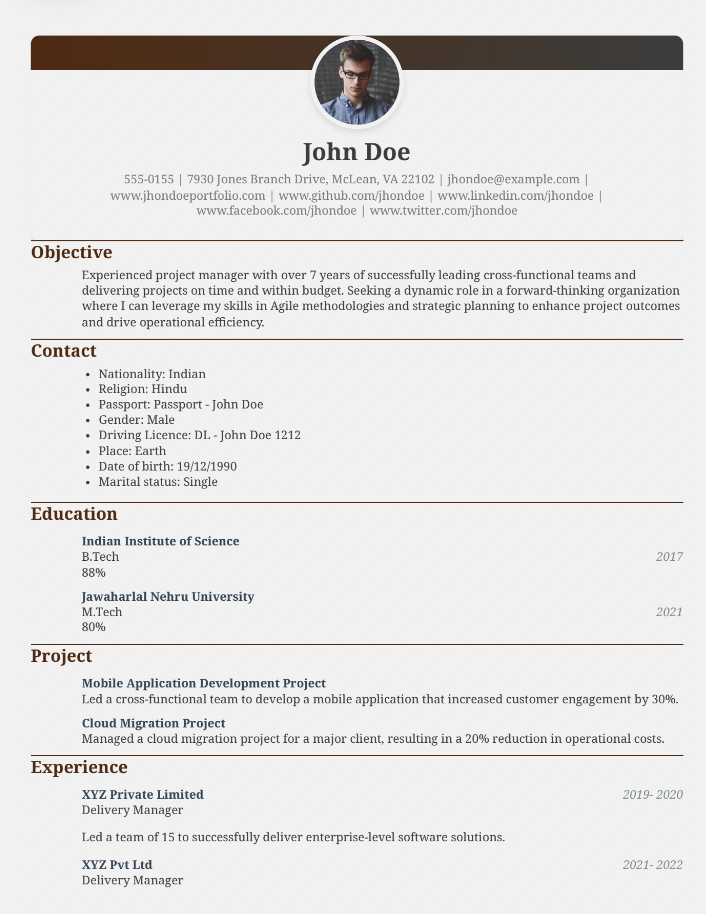 John Doe
555-0155 | 7930 Jones Branch Drive, McLean, VA 22102 | jhondoe@example.com |
www.jhondoeportfolio.com | www.github.com/jhondoe | www.linkedin.com/jhondoe |
www.facebook.com/jhondoe | www.twitter.com/jhondoe
Objective
Experienced project manager with over 7 years of successfully leading cross-functional teams and
delivering projects on time and within budget. Seeking a dynamic role in a forward-thinking organization
where I can leverage my skills in Agile methodologies and strategic planning to enhance project outcomes
and drive operational efficiency.
Contact
• Nationality: Indian
• Religion: Hindu
• Passport: Passport - John Doe
• Gender: Male
• Driving Licence: DL - John Doe 1212
• Place: Earth
• Date of birth: 19/12/1990
• Marital status: Single
Education
Indian Institute of Science
B.Tech 2017
88%
Jawaharlal Nehru University
M.Tech 2021
80%
Project
Mobile Application Development Project
Led a cross-functional team to develop a mobile application that increased customer engagement by 30%.
Cloud Migration Project
Managed a cloud migration project for a major client, resulting in a 20% reduction in operational costs.
Experience
XYZ Private Limited 2019- 2020
Delivery Manager
Led a team of 15 to successfully deliver enterprise-level software solutions.
XYZ Pvt Ltd 2021- 2022
Delivery Manager